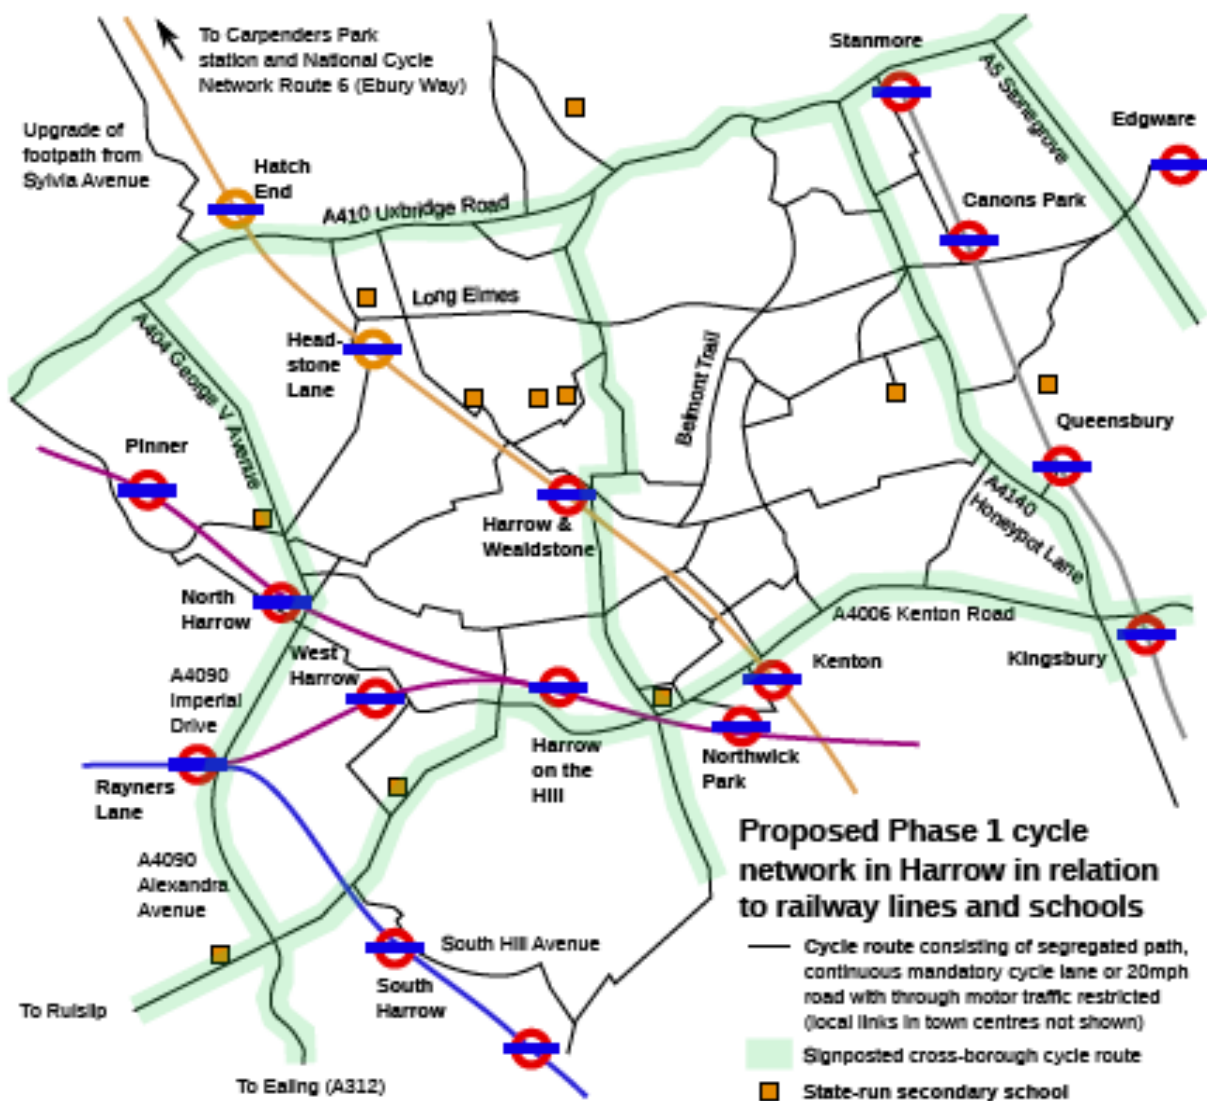 To Carpenders Park
station and National Cycle
Network Route 6 (Ebury Way)
Stanmore
A5 Stonegrove
Edgware
Upgrade of
footpath from
Sylvia Avenue
Hatch
End
A410 Uxbridge Road
Canons Park
Long Elmes
Head-
stone
Lane
A404 George V Avenue
Belmont Trail
Pinner
Queensbury
A4140
Honeypot Lane
Harrow &
Wealdstone
North
Harrow
A4006 Kenton Road
West
Harrow
Kenton
Kingsbury
A4090
Imperial
Drive
Harrow
on the
Hill
Northwick
Park
Rayners
Lane
A4090
Alexandra
Avenue
South Hill Avenue
South
Harrow
To Ruislip
To Ealing (A312)
Proposed Phase 1 cycle
network in Harrow in relation
to railway lines and schools
Cycle route consisting of segregated path,
continuous mandatory cycle lane or 20mph
road with through motor traffic restricted
(local links in town centres not shown)
Signposted cross-borough cycle route
State-run secondary school